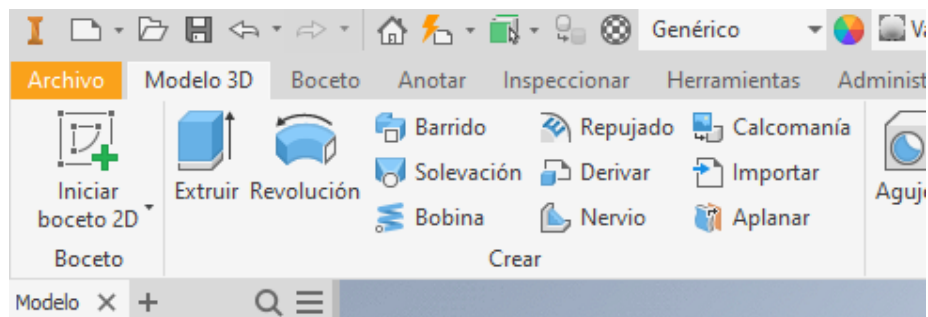 Genérico
Archivo Modelo 3D Boceto Anotar Inspeccionar Herramientas
Barrido Repujado Calcomanía
Iniciar boceto 2D
Extruir Revolución
Solevación Derivar Importar
Bobina Nervio Aplanar
Boceto Crear
Modelo